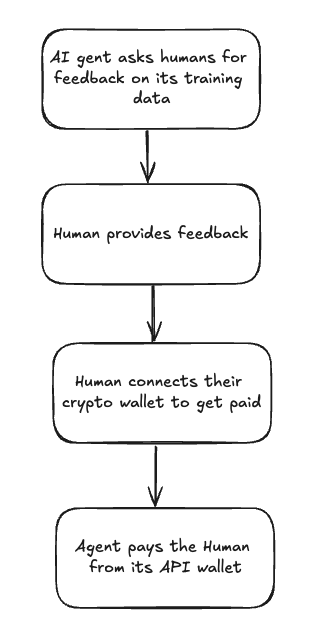 AI gent asks humans for
feedback on its training
data
Human provides feedback
Human connects their
crypto wallet to get paid
Agent pays the Human
from its API wallet